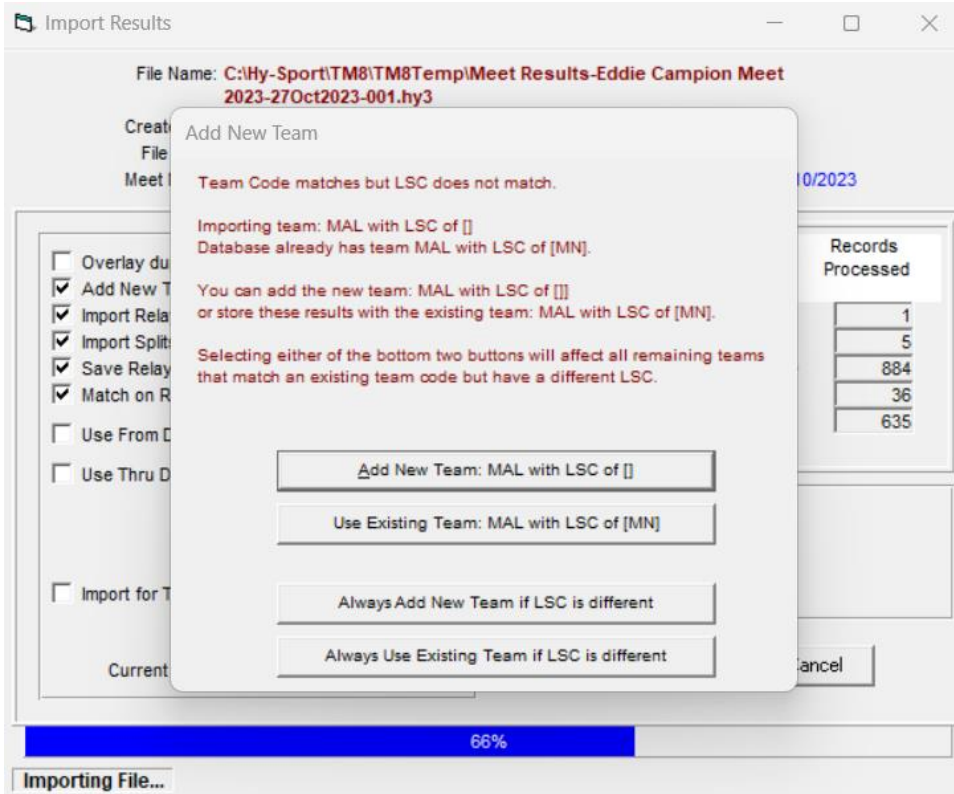 Import Results
File Name: C:\Hy-Sport\TM8\TM8Temp\Meet Results-Eddie Campion Meet
2023-27Oct2023-001.hy3
Add New Team
File
Meet
0/2023
Team Code matches but LSC does not match.
Importing team: MAL with LSC of []
Database already has team MAL with LSC of [MN].
You can add the new team: MAL with LSC of []]
or store these results with the existing team: MAL with LSC of [MN].
Selecting either of the bottom two buttons will affect all remaining teams
that match an existing team code but have a different LSC.
Add New Team: MAL with LSC of []
Use Existing Team: MAL with LSC of [MN]
Always Add New Team if LSC is different
Always Use Existing Team if LSC is different
Overlay du
Add New T
Import Rela
Import Split
Save Relay
Match on R
Use From D
Use Thru D
Import for T
Current
Records
Processed
1
5
884
36
635
ancel
66%
Importing File...